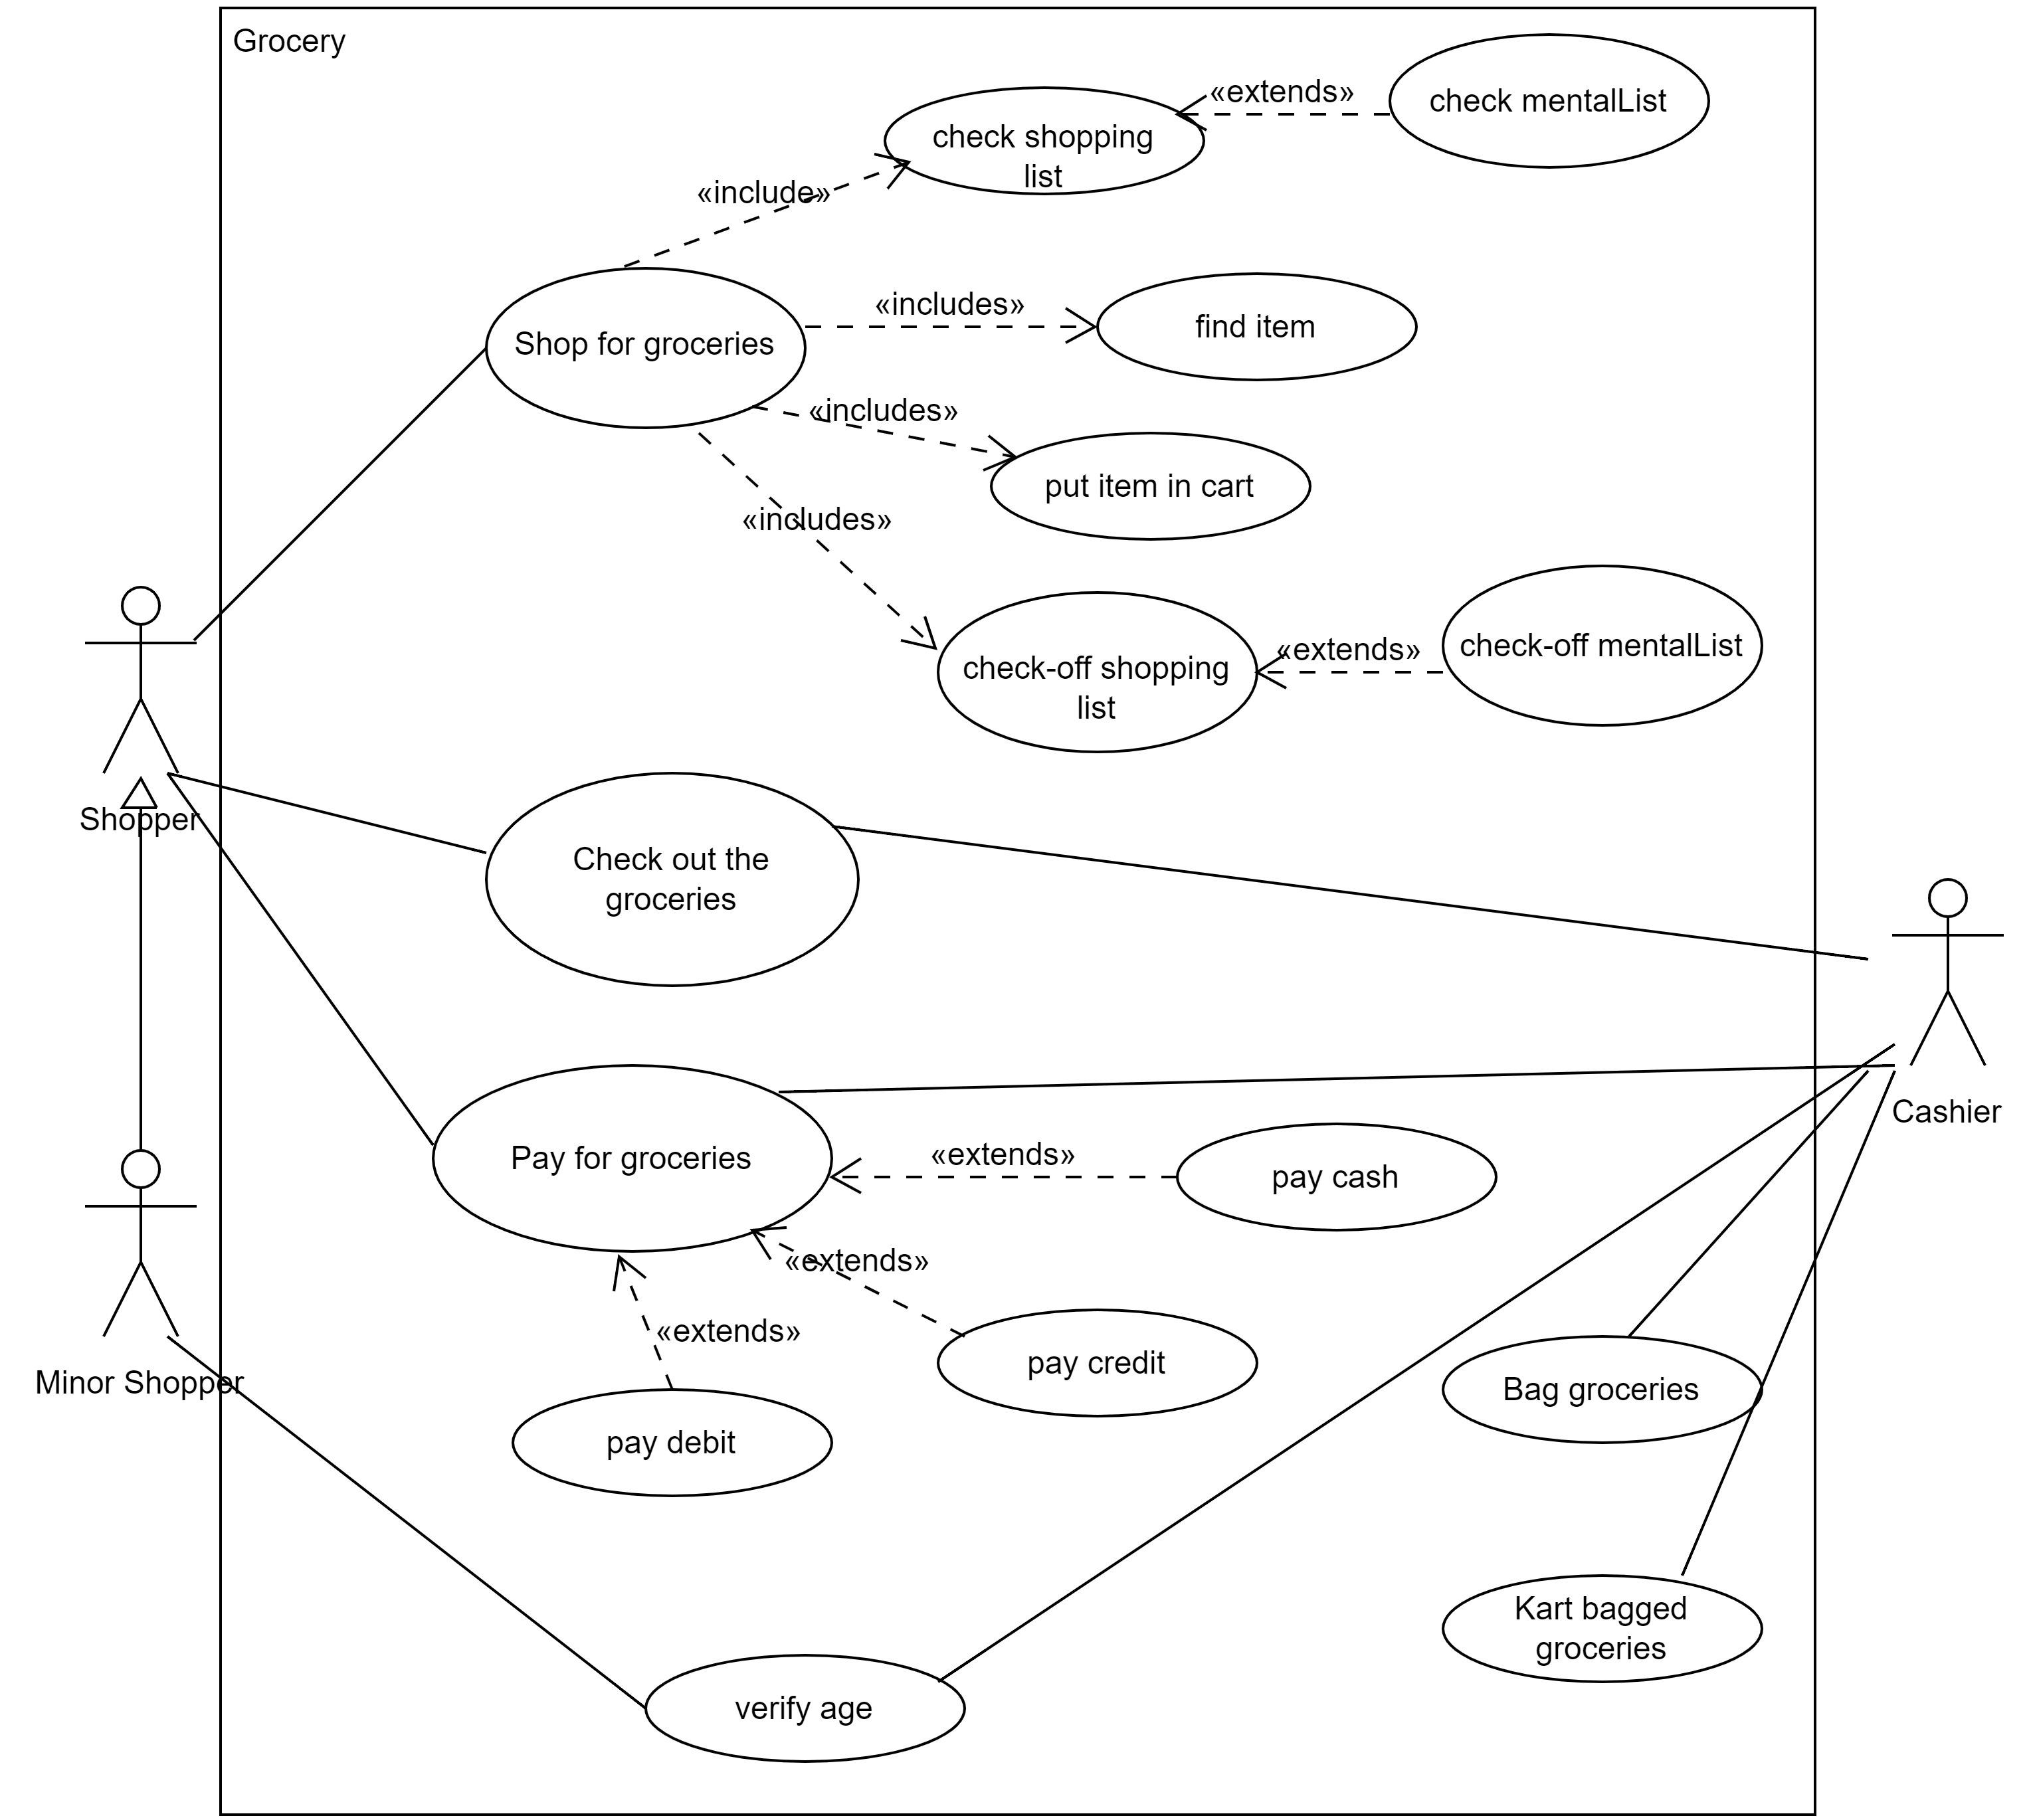 Grocery
«extends»
check mentalList
check shopping
list
«include»
«includes»
Shop for groceries
find item
«includes»
put item in cart
«includes»
check-off mentalList
«extends»
check-off shopping
list
Shopper
Check out the
groceries
Cashier
Pay for groceries
«extends»
pay cash
«extends»
«extends»
pay credit
Minor Shopper
Bag groceries
pay debit
Kart bagged
groceries
verify age